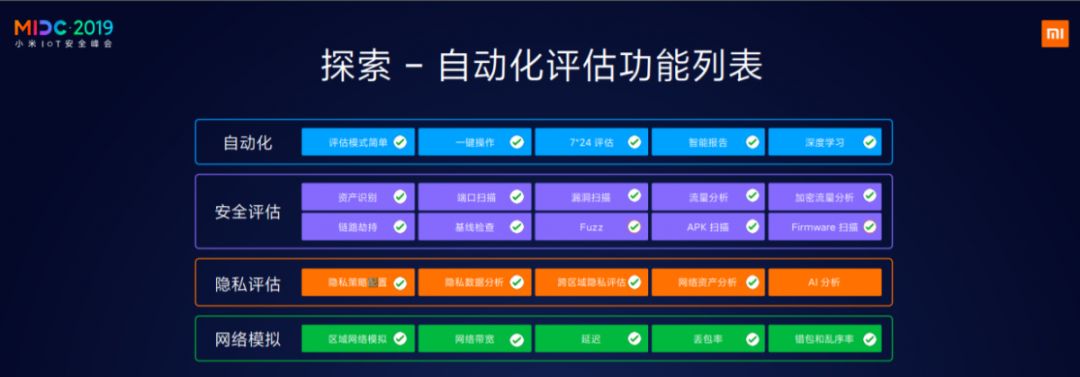 MIDC·2019
小米IoT安全峰会
探索 - 自动化评估功能列表
自动化 评估模式简单 一键操作 7*24 评估 智能报告 深度学习
安全评估
资产识别 端口扫描 漏洞扫描 流量分析 加密流量分析
链路劫持 基线检查 Fuzz APK 扫描 Firmware 扫描
隐私评估 隐私策略配置 隐私数据分析 跨区域隐私评估 网络资产分析 AI 分析
网络模拟 区域网络模拟 网络带宽 延迟 丢包率 错包和乱序率